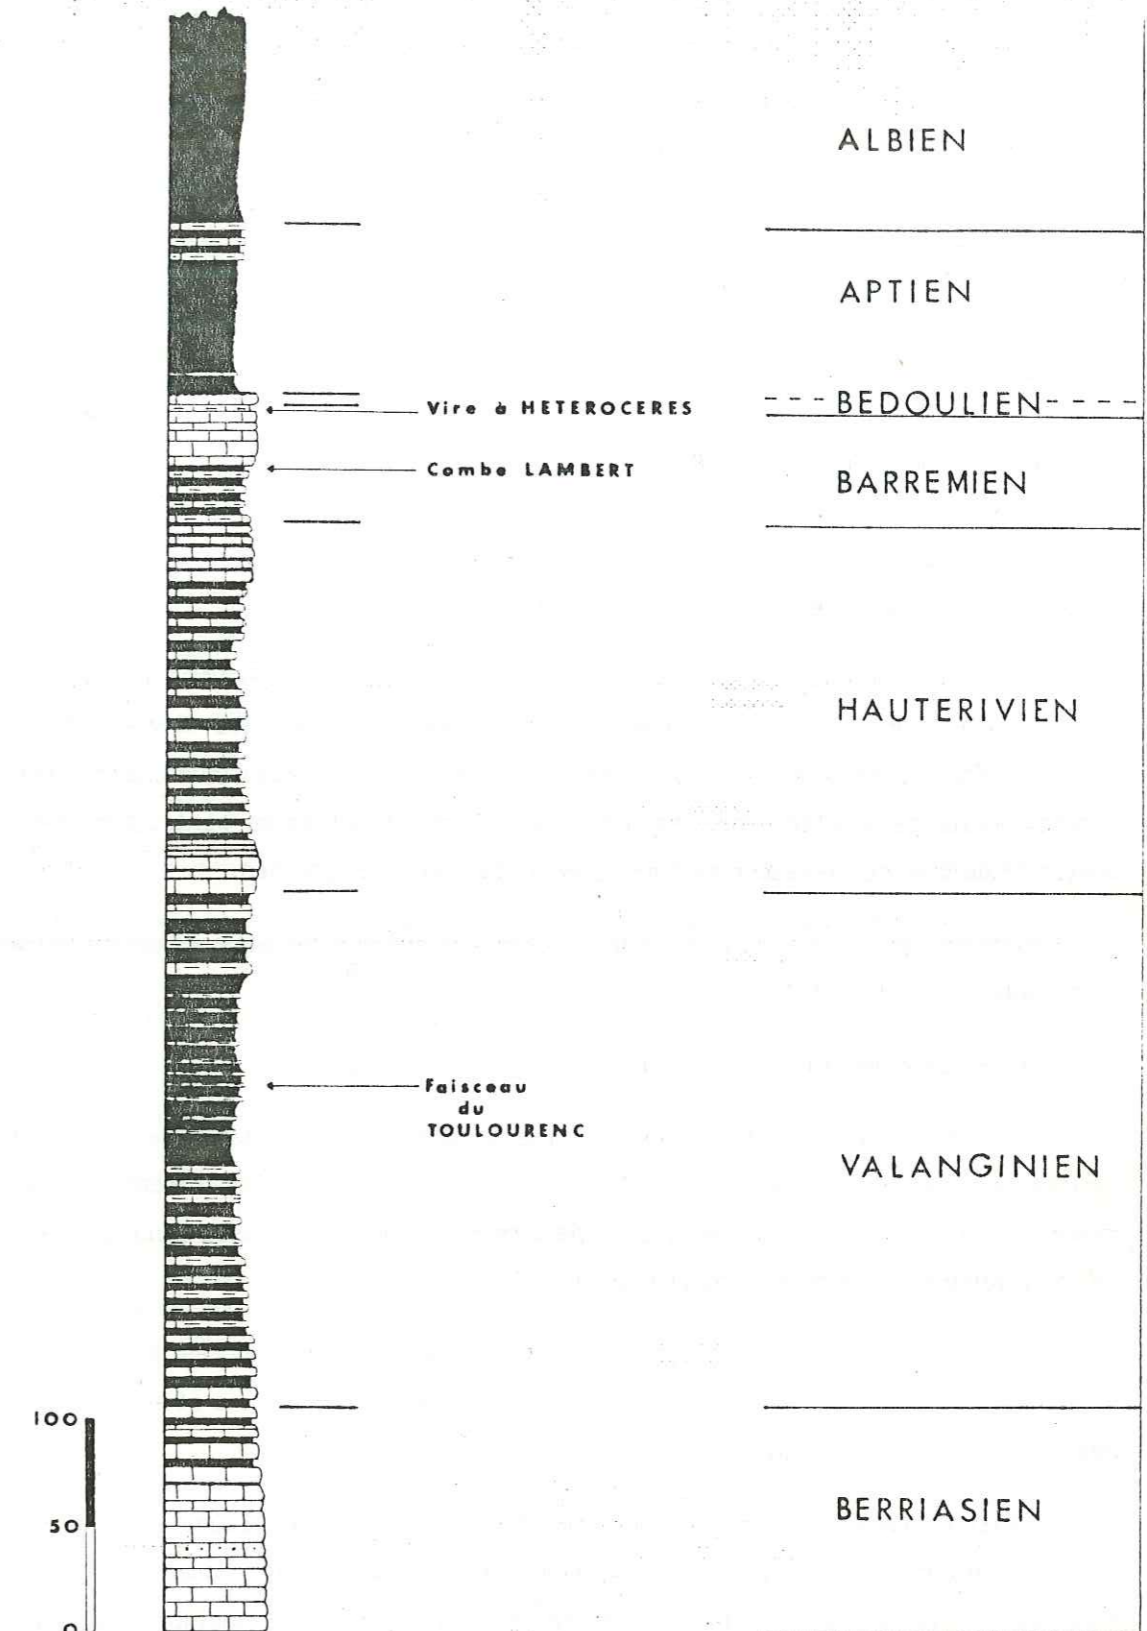 ALBIEN
APTIEN
BEDOULIEN
Vire à HETEROCERES
Combe LAMBERT
BARREMIEN
HAUTERIVIEN
Faisceau
du
TOULOURENC
VALANGINIEN
100
50
0
BERRIASIEN